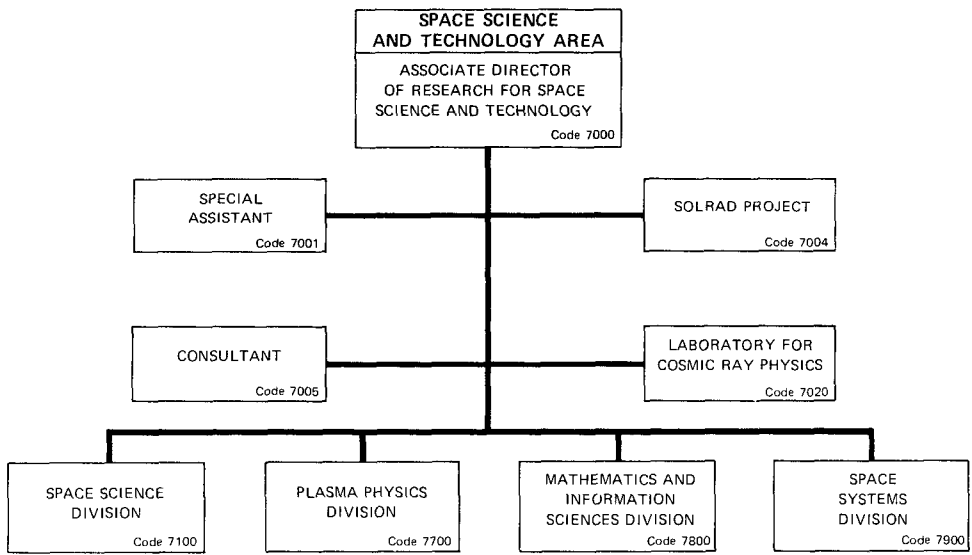 SPACE SCIENCE
AND TECHNOLOGY AREA
ASSOCIATE DIRECTOR
OF RESEARCH FOR SPACE
SCIENCE AND TECHNOLOGY
Code 7000
SPECIAL
ASSISTANT
Code 7001
SOLRAD PROJECT
Code 7004
CONSULTANT
Code 7005
LABORATORY FOR
COSMIC RAY PHYSICS
Code 7020
SPACE SCIENCE
DIVISION
Code 7100
PLASMA PHYSICS
DIVISION
Code 7700
MATHEMATICS AND
INFORMATION
SCIENCES DIVISION
Code 7800
SPACE
SYSTEMS
DIVISION
Code 7900